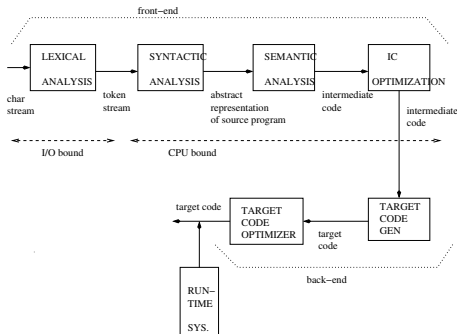 front-end
LEXICAL
ANALYSIS
SYNTACTIC
ANALYSIS
SEMANTIC
ANALYSIS
IC
OPTIMIZATION
char
stream
token
stream
abstract
representation
of source program
intermediate
code
intermediate
code
I/O bound
CPU bound
target code
TARGET
CODE
OPTIMIZER
target
code
TARGET
CODE
GEN
back-end
RUN-
TIME
SYS.